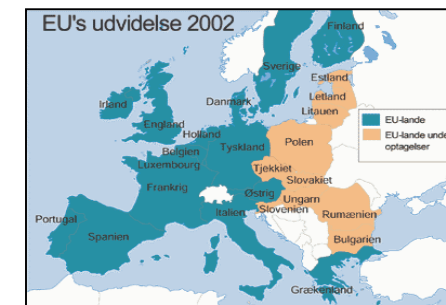 EU's udvidelse 2002
Finland
Sverige
Estland
Letland
Litauen
Danmark
Irland
England
Holland
Belgien
Luxembourg
Tyskland
Polen
Tjekkiet
Slovakiet
Frankrig
Østrig
Ungarn
Slovenien
Italien
Rumænien
Bulgarien
Portugal
Spanien
Grækenland
EU-lande
EU-lande unde
optagelser